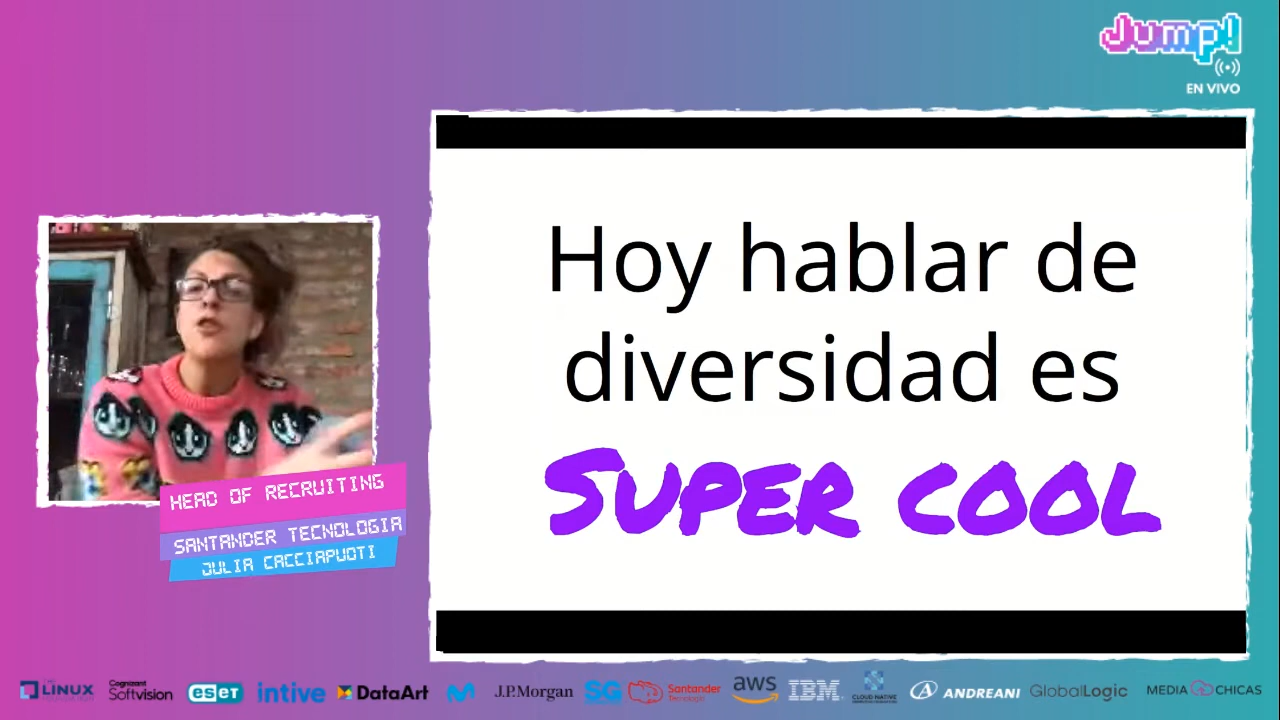 Jump!
EN VIVO
Hoy hablar de
diversidad es
SUPER COOL
HEAD OF RECRUITING
SANTANDER TECNOLOGIA
JULIA CACCIAPUOTI
LINUX
Cognizant
Softvision
eseT
intive
DataArt
J.P.Morgan
SG
Santander
Tecnología
aws
IBM
CLOUD NATIVE
ANDREANI
GlobalLogic
MEDIA CHICAS